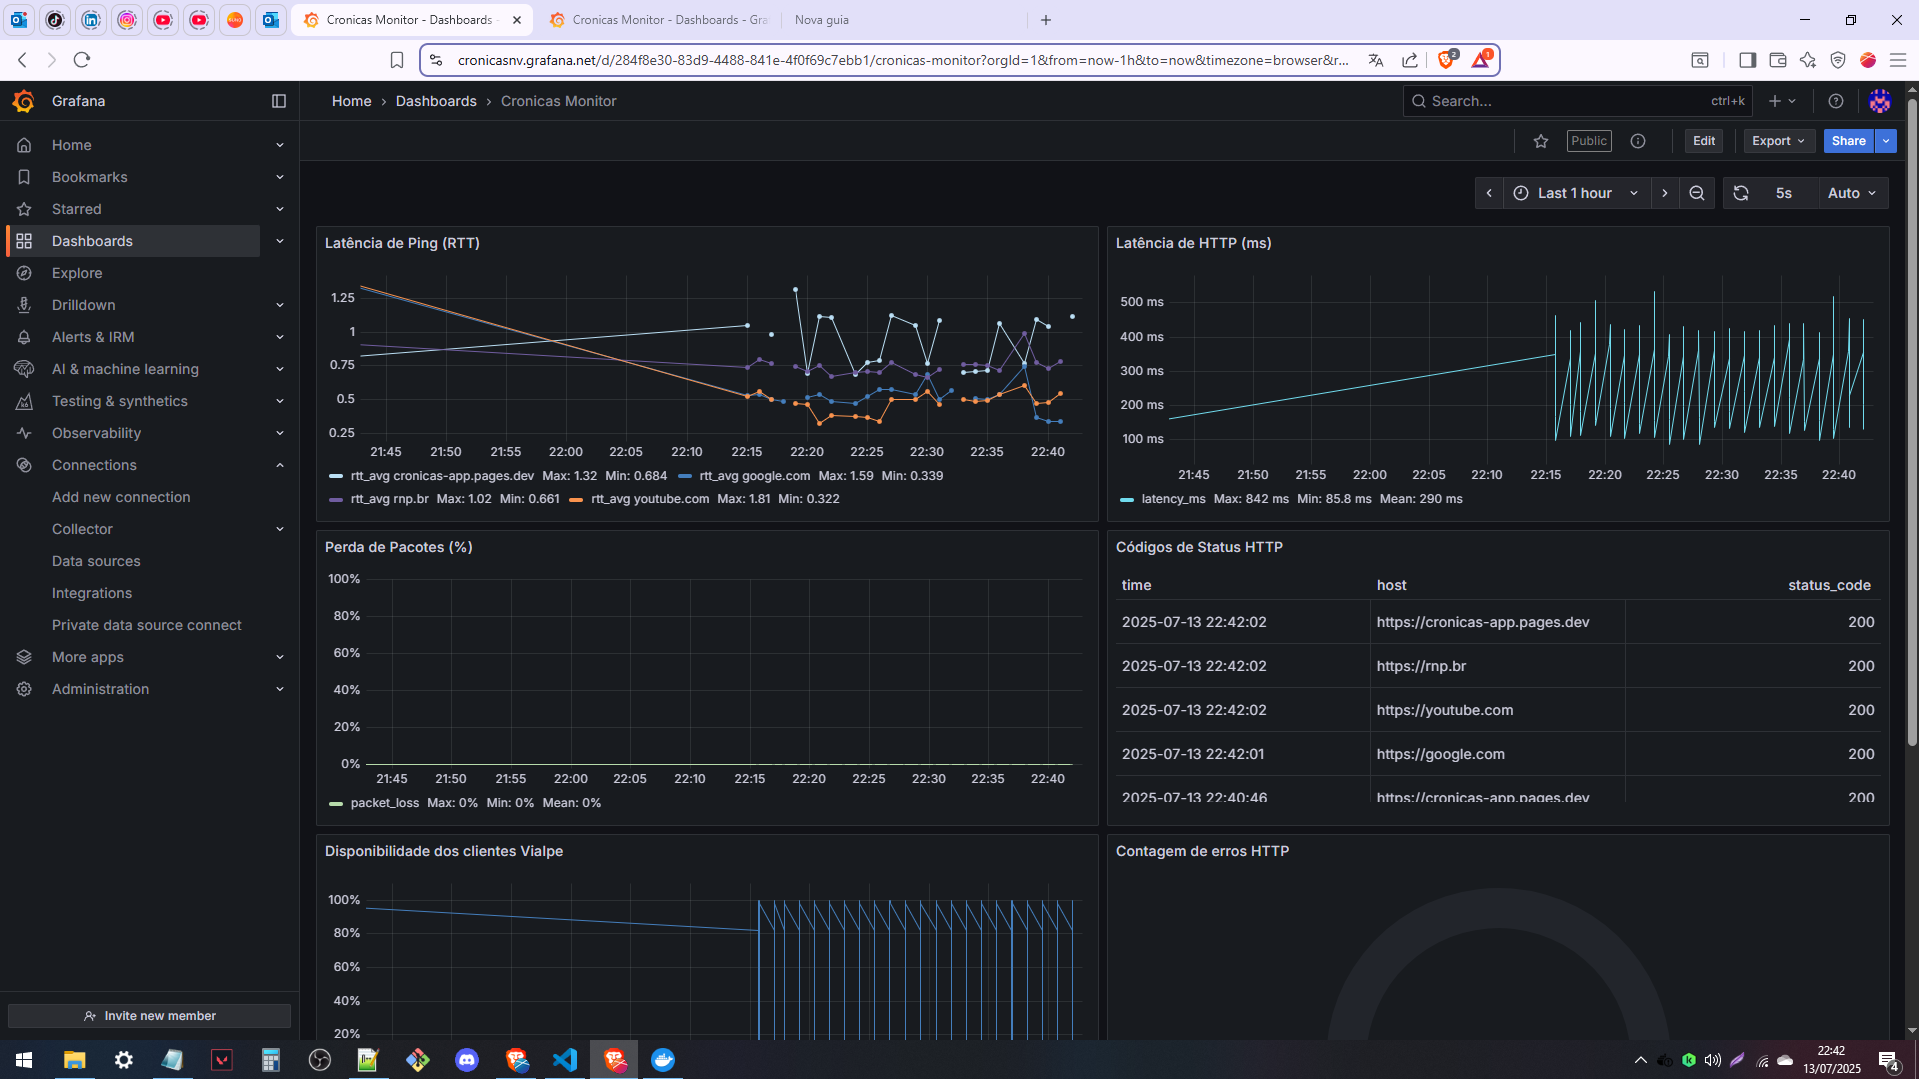 Cronicas Monitor - Dashboards -
Cronicas Monitor - Dashboards - Gra
Nova guia
cronicasnv.grafana.net/d/284f8e30-83d9-4488-841e-4f0f69c7ebb1/cronicas-monitor?orgId=1&from=now-1h&to=now&timezone=browser&r...
2
1
Grafana
Home › Dashboards › Cronicas Monitor
Search...
ctrl+k
Public
Edit
Export
Share
Last 1 hour
5s
Auto
Home
Bookmarks
Starred
Dashboards
Explore
Drilldown
Alerts & IRM
AI & machine learning
Testing & synthetics
Observability
Connections
Add new connection
Collector
Data sources
Integrations
Private data source connect
More apps
Administration
Invite new member
Latência de Ping (RTT)
1.25
1
0.75
0.5
0.25
21:45 21:50 21:55 22:00 22:05 22:10 22:15 22:20 22:25 22:30 22:35 22:40
rtt_avg cronicas-app.pages.dev Max: 1.32 Min: 0.684 rtt_avg google.com Max: 1.59 Min: 0.339
rtt_avg rnp.br Max: 1.02 Min: 0.661 rtt_avg youtube.com Max: 1.81 Min: 0.322
Latência de HTTP (ms)
500 ms
400 ms
300 ms
200 ms
100 ms
21:45 21:50 21:55 22:00 22:05 22:10 22:15 22:20 22:25 22:30 22:35 22:40
latency_ms Max: 842 ms Min: 85.8 ms Mean: 290 ms
Perda de Pacotes (%)
100%
80%
60%
40%
20%
0%
21:45 21:50 21:55 22:00 22:05 22:10 22:15 22:20 22:25 22:30 22:35 22:40
packet_loss Max: 0% Min: 0% Mean: 0%
Códigos de Status HTTP
time host status_code
2025-07-13 22:42:02 https://cronicas-app.pages.dev 200
2025-07-13 22:42:02 https://rnp.br 200
2025-07-13 22:42:02 https://youtube.com 200
2025-07-13 22:42:01 https://google.com 200
2025-07-13 22:40:46 https://cronicas-app.pages.dev 200
Disponibilidade dos clientes Vialpe
100%
80%
60%
40%
20%
Contagem de erros HTTP
22:42
13/07/2025
4